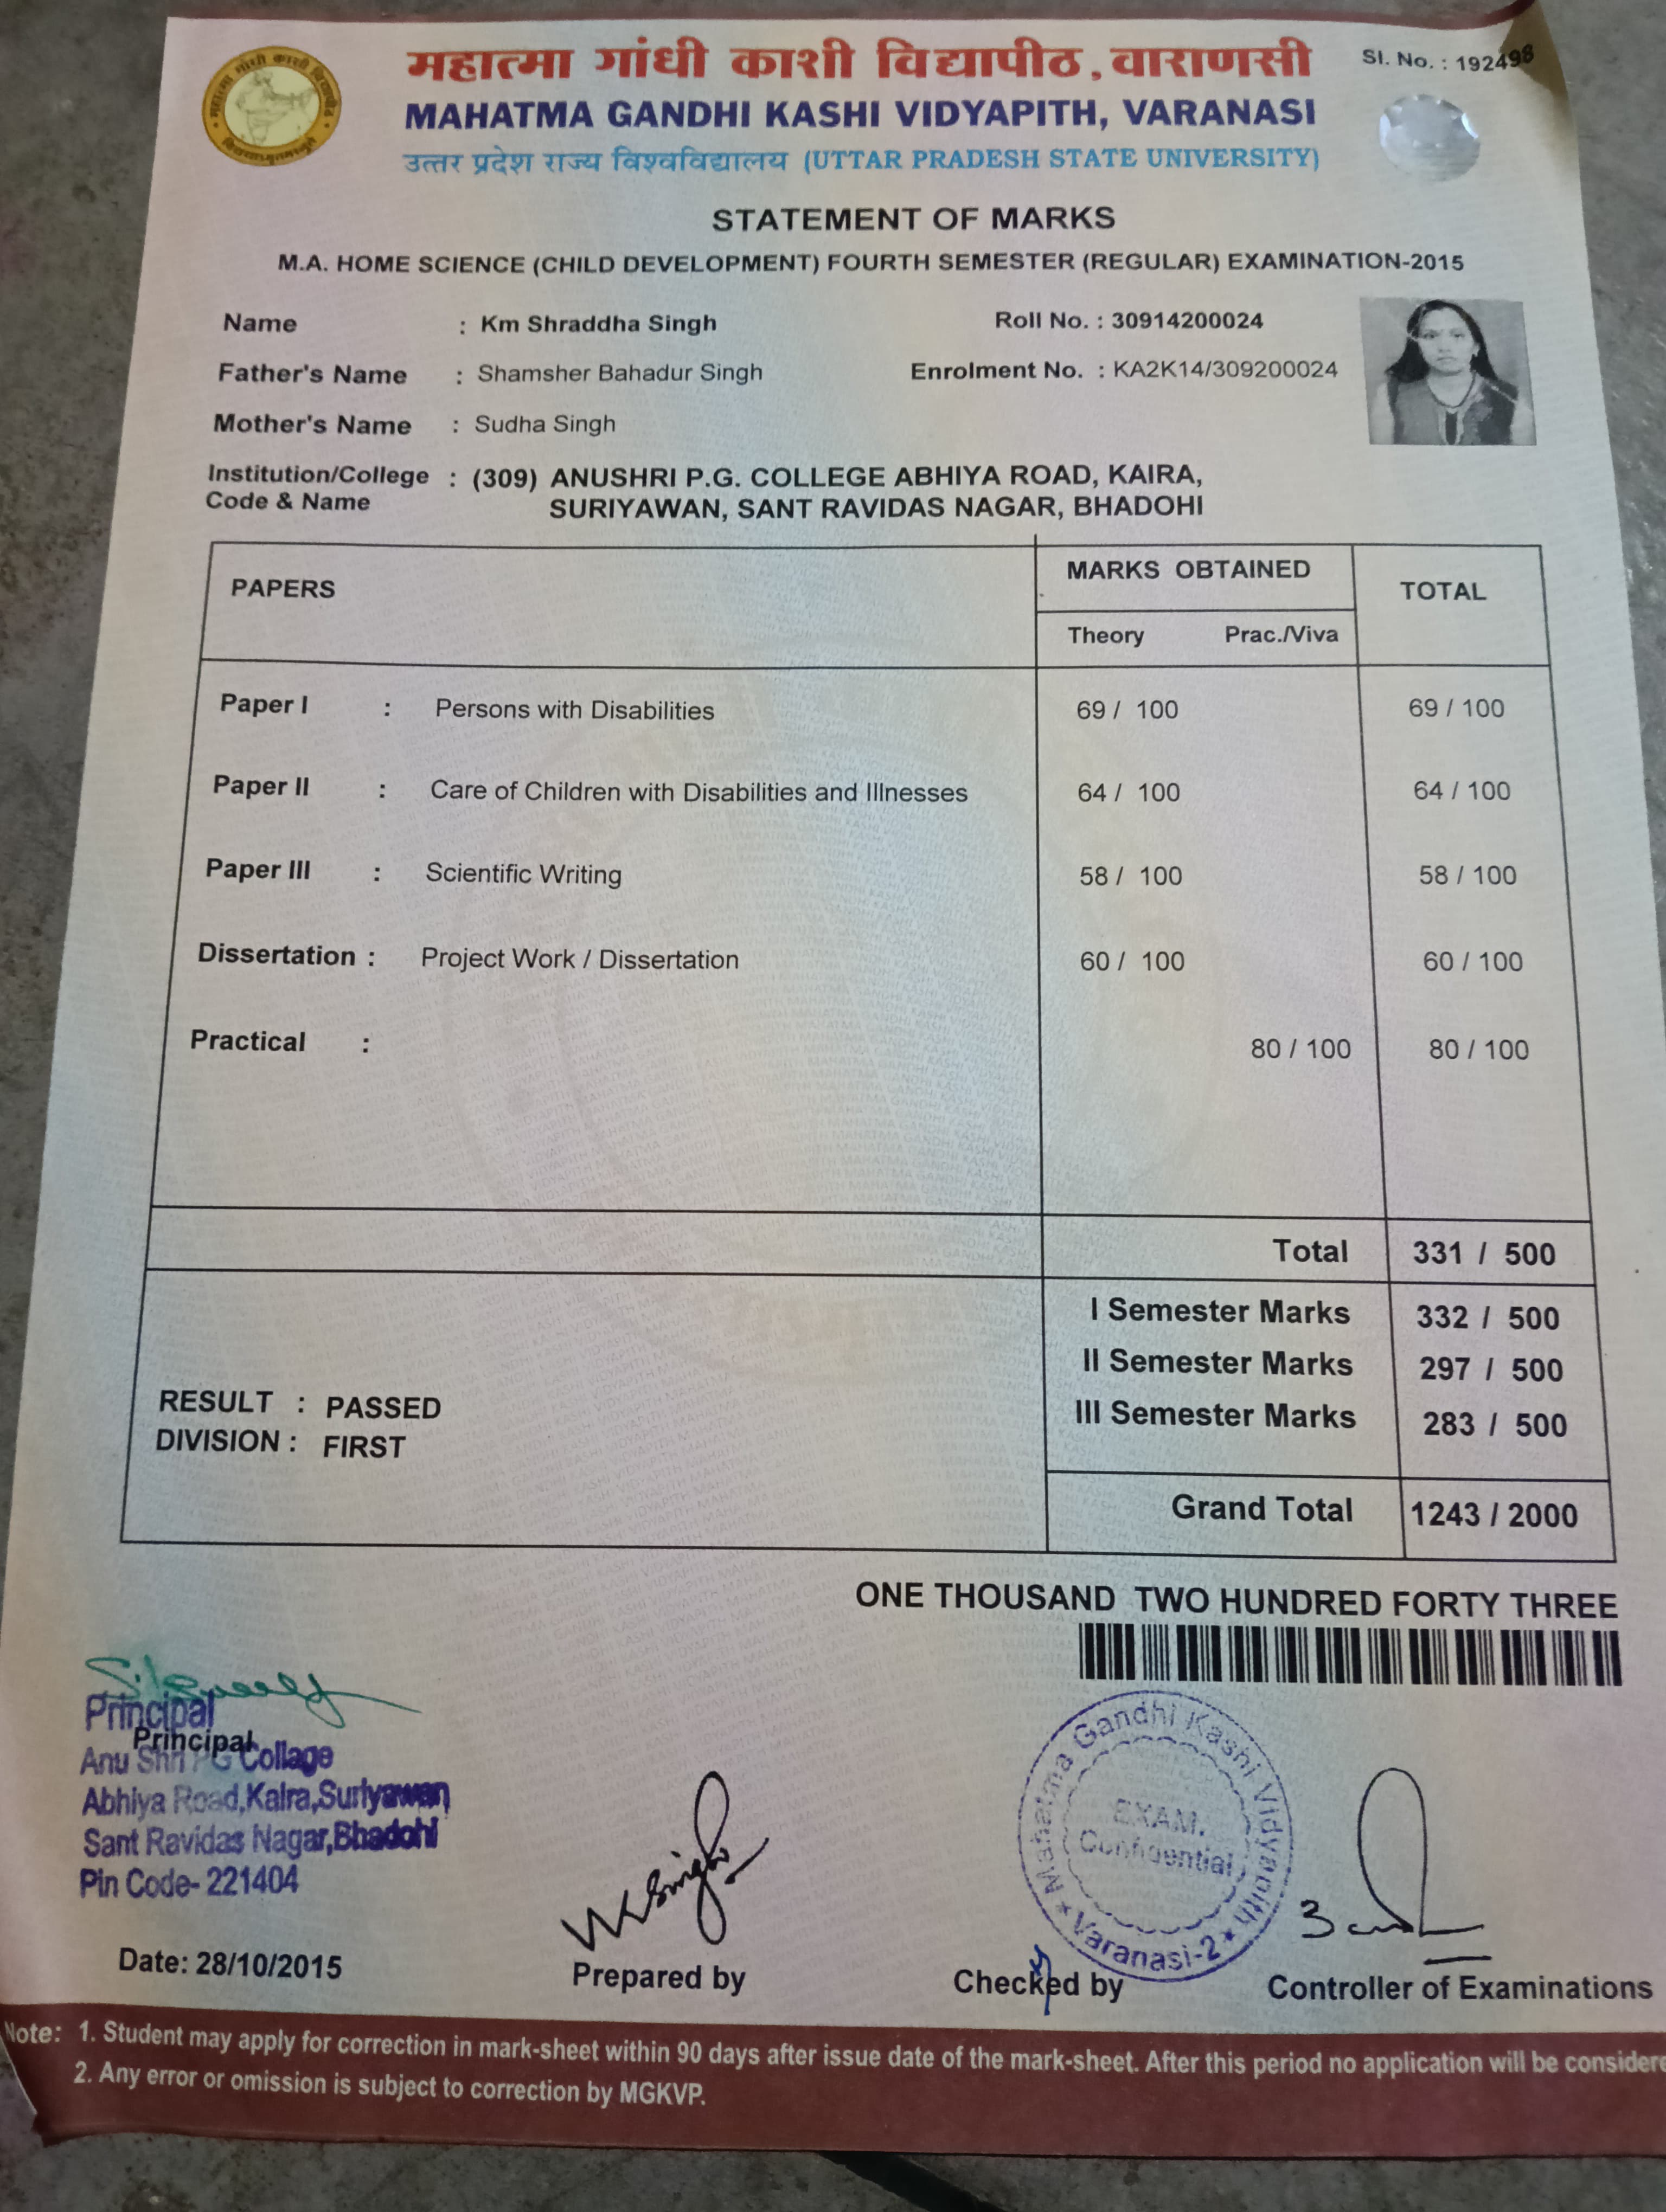 महात्मा गांधी काशी विद्यापीठ, वाराणसी
Sl. No. : 192498
MAHATMA GANDHI KASHI VIDYAPITH, VARANASI
उत्तर प्रदेश राज्य विश्वविद्यालय (UTTAR PRADESH STATE UNIVERSITY)
STATEMENT OF MARKS
M.A. HOME SCIENCE (CHILD DEVELOPMENT) FOURTH SEMESTER (REGULAR) EXAMINATION-2015
Name : Km Shraddha Singh Roll No. : 30914200024
Father's Name : Shamsher Bahadur Singh Enrolment No. : KA2K14/309200024
Mother's Name : Sudha Singh
Institution/College : (309) ANUSHRI P.G. COLLEGE ABHIYA ROAD, KAIRA,
Code & Name SURIYAWAN, SANT RAVIDAS NAGAR, BHADOHI
PAPERS MARKS OBTAINED TOTAL
Theory Prac./Viva
Paper I : Persons with Disabilities 69 / 100 69 / 100
Paper II : Care of Children with Disabilities and Illnesses 64 / 100 64 / 100
Paper III : Scientific Writing 58 / 100 58 / 100
Dissertation : Project Work / Dissertation 60 / 100 60 / 100
Practical : 80 / 100 80 / 100
Total 331 / 500
I Semester Marks 332 / 500
II Semester Marks 297 / 500
III Semester Marks 283 / 500
RESULT : PASSED
DIVISION : FIRST
Grand Total 1243 / 2000
ONE THOUSAND TWO HUNDRED FORTY THREE
Principal
Principal
Anu Shri PG Collage
Abhiya Road,Kaira,Suriyawan
Sant Ravidas Nagar,Bhadohi
Pin Code- 221404
Mahatma Gandhi Kashi Vidyapith
EXAM.
Confidential
Varanasi-2
Date: 28/10/2015
Prepared by
Checked by
Controller of Examinations
Note: 1. Student may apply for correction in mark-sheet within 90 days after issue date of the mark-sheet. After this period no application will be considere
2. Any error or omission is subject to correction by MGKVP.